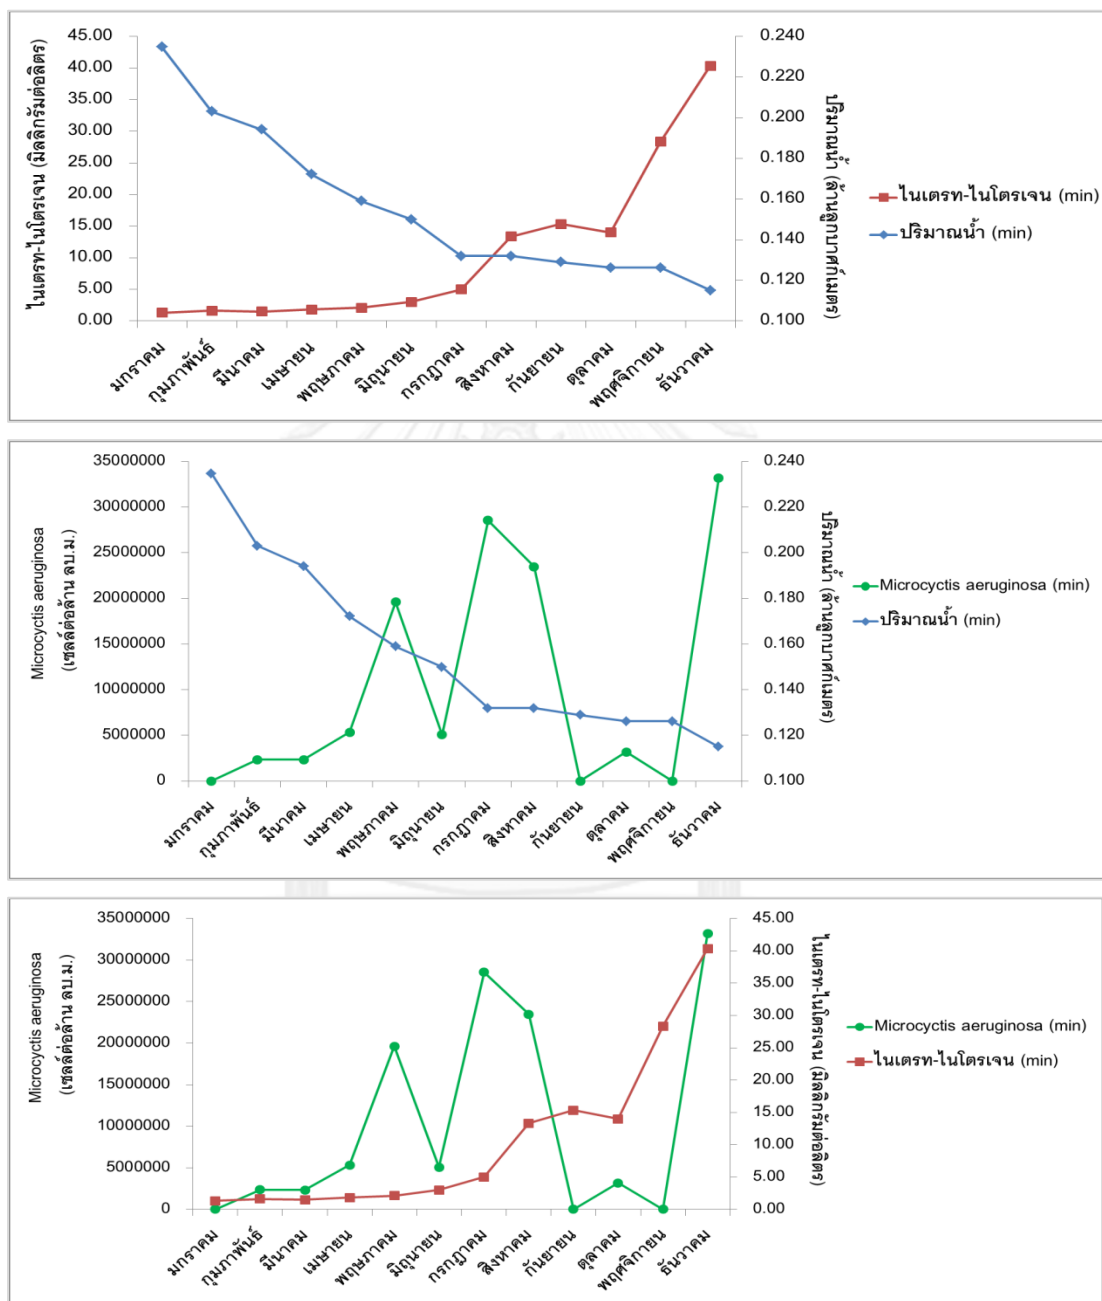 45.00
40.00
35.00
30.00
25.00
20.00
15.00
10.00
5.00
0.00
ไนเตรท-ไนโตรเจน (มิลลิกรัมต่อลิตร)
0.240
0.220
0.200
0.180
0.160
0.140
0.120
0.100
ปริมาณน้ำ (ล้านลูกบาศก์เมตร)
ไนเตรท-ไนโตรเจน (min)
ปริมาณน้ำ (min)
มกราคม
กุมภาพันธ์
มีนาคม
เมษายน
พฤษภาคม
มิถุนายน
กรกฎาคม
สิงหาคม
กันยายน
ตุลาคม
พฤศจิกายน
ธันวาคม
Microcyctis aeruginosa
(เซลล์ต่อล้าน ลบ.ม.)
35000000
30000000
25000000
20000000
15000000
10000000
5000000
0
0.240
0.220
0.200
0.180
0.160
0.140
0.120
0.100
ปริมาณน้ำ (ล้านลูกบาศก์เมตร)
Microcyctis aeruginosa (min)
ปริมาณน้ำ (min)
มกราคม
กุมภาพันธ์
มีนาคม
เมษายน
พฤษภาคม
มิถุนายน
กรกฎาคม
สิงหาคม
กันยายน
ตุลาคม
พฤศจิกายน
ธันวาคม
Microcyctis aeruginosa
(เซลล์ต่อล้าน ลบ.ม.)
35000000
30000000
25000000
20000000
15000000
10000000
5000000
0
45.00
40.00
35.00
30.00
25.00
20.00
15.00
10.00
5.00
0.00
ไนเตรท-ไนโตรเจน (มิลลิกรัมต่อลิตร)
Microcyctis aeruginosa (min)
ไนเตรท-ไนโตรเจน (min)
มกราคม
กุมภาพันธ์
มีนาคม
เมษายน
พฤษภาคม
มิถุนายน
กรกฎาคม
สิงหาคม
กันยายน
ตุลาคม
พฤศจิกายน
ธันวาคม